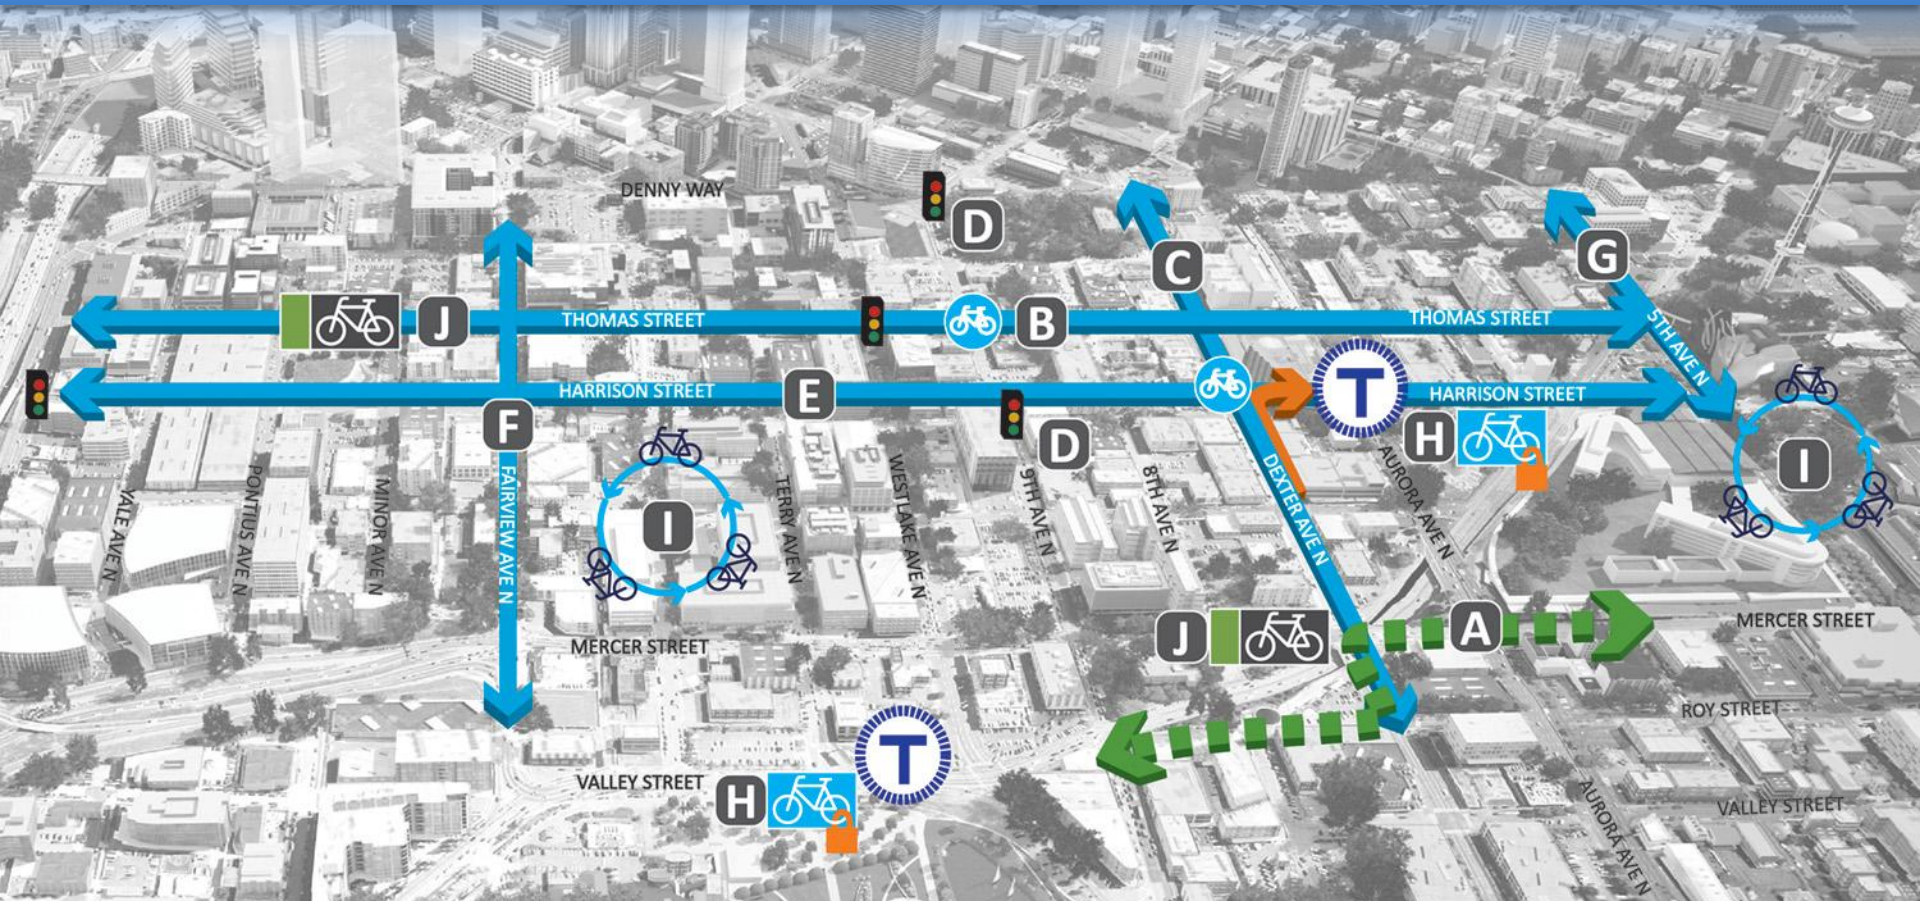 DENNY WAY
D
C
G
J
THOMAS STREET
B
THOMAS STREET
5TH AVE N
HARRISON STREET
E
T
HARRISON STREET
F
D
H
I
I
YALE AVE N
PONTIUS AVE N
MINOR AVE N
FAIRVIEW AVE N
TERRY AVE N
WESTLAKE AVE N
9TH AVE N
8TH AVE N
DEXTER AVE N
AURORA AVE N
MERCER STREET
J
A
MERCER STREET
ROY STREET
T
VALLEY STREET
H
AURORA AVE N
VALLEY STREET